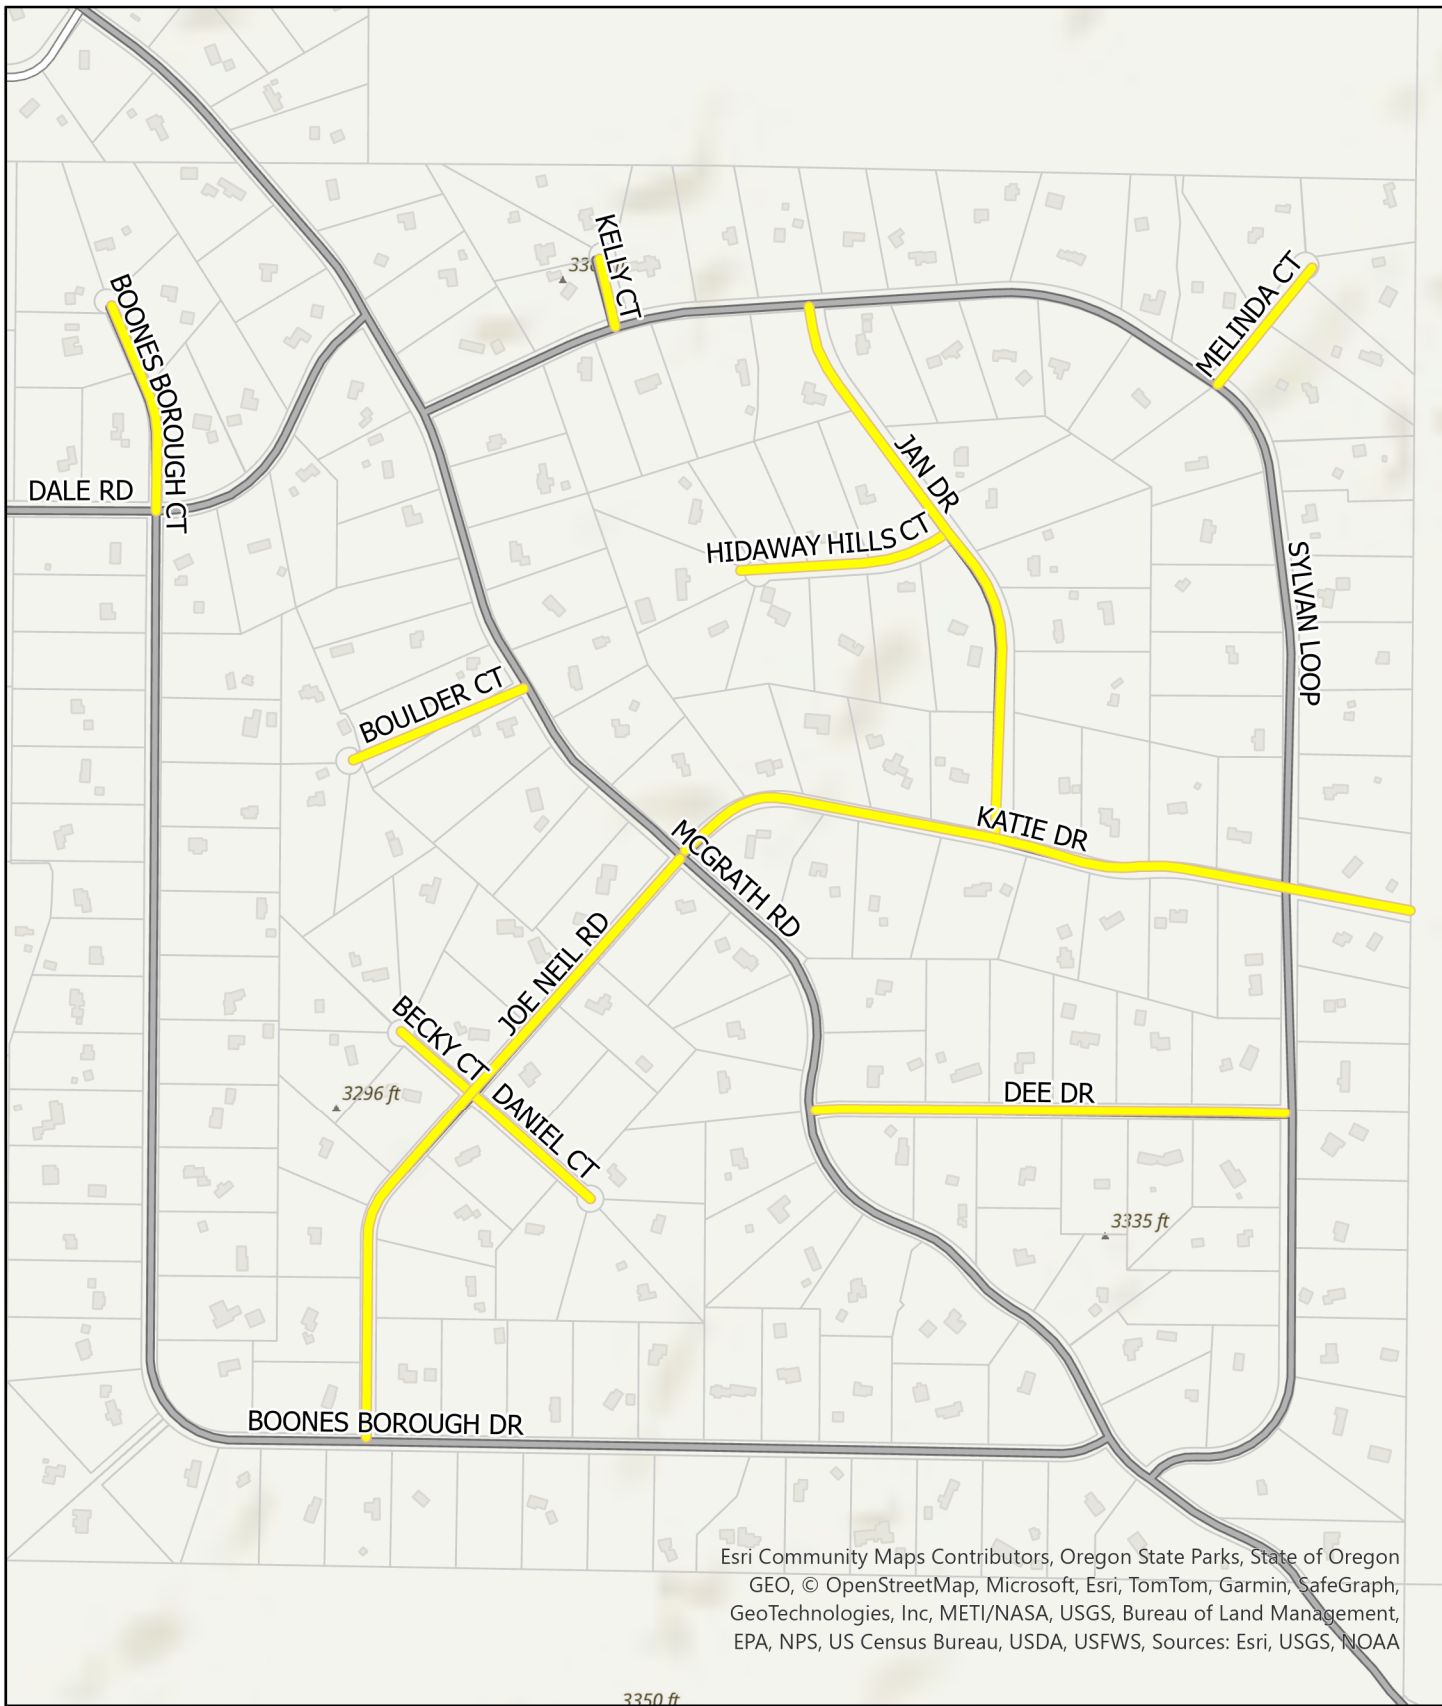 KELLY CT
MELINDA CT
BOONES BOROUGH CT
JAN DR
DALE RD
HIDAWAY HILLS CT
SYLVAN LOOP
BOULDER CT
KATIE DR
MCGRATH RD
JOE NEIL RD
BECKY CT
3296 ft
DANIEL CT
DEE DR
3335 ft
BOONES BOROUGH DR
Esri Community Maps Contributors, Oregon State Parks, State of Oregon
GEO, © OpenStreetMap, Microsoft, Esri, TomTom, Garmin, SafeGraph,
GeoTechnologies, Inc, METI/NASA, USGS, Bureau of Land Management,
EPA, NPS, US Census Bureau, USDA, USFWS, Sources: Esri, USGS, NOAA
3350 ft